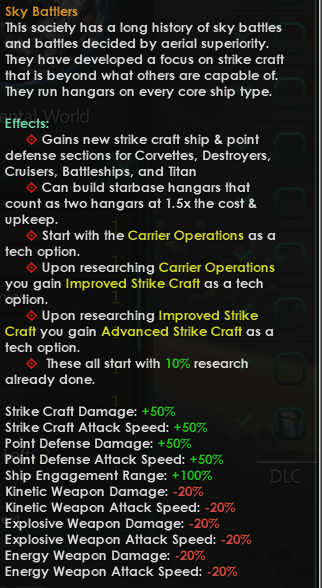 Sky Battlers
This society has a long history of sky battles
and battles decided by aerial superiority.
They have developed a focus on strike craft
that is beyond what others are capable of.
They run hangars on every core ship type.
ental World
Effects:
Gains new strike craft ship & point
defense sections for Corvettes, Destroyers,
Cruisers, Battleships, and Titan
Can build starbase hangars that
count as two hangars at 1.5x the cost &
upkeep.
Start with the Carrier Operations as a
tech option.
Upon researching Carrier Operations
you gain Improved Strike Craft as a tech
option.
Upon researching Improved Strike
Craft you gain Advanced Strike Craft as a
tech option.
These all start with 10% research
already done.
Strike Craft Damage: +50%
Strike Craft Attack Speed: +50%
Point Defense Damage: +50%
Point Defense Attack Speed: +50%
Ship Engagement Range: +100%
DLC
Kinetic Weapon Damage: -20%
Kinetic Weapon Attack Speed: -20%
Explosive Weapon Damage: -20%
Explosive Weapon Attack Speed: -20%
Energy Weapon Damage: -20%
Energy Weapon Attack Speed: -20%